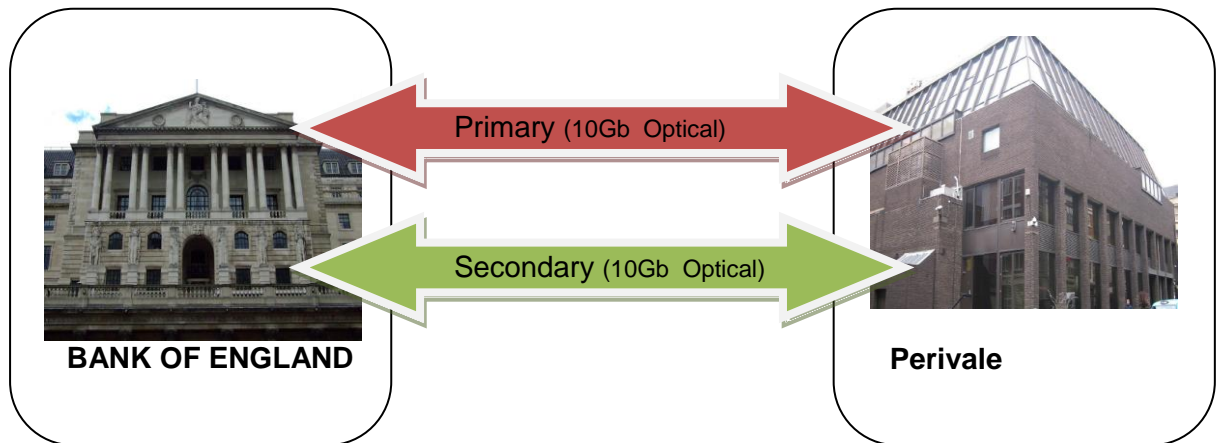 Primary (10Gb  Optical)
Secondary (10Gb  Optical)
BANK OF ENGLAND
Perivale